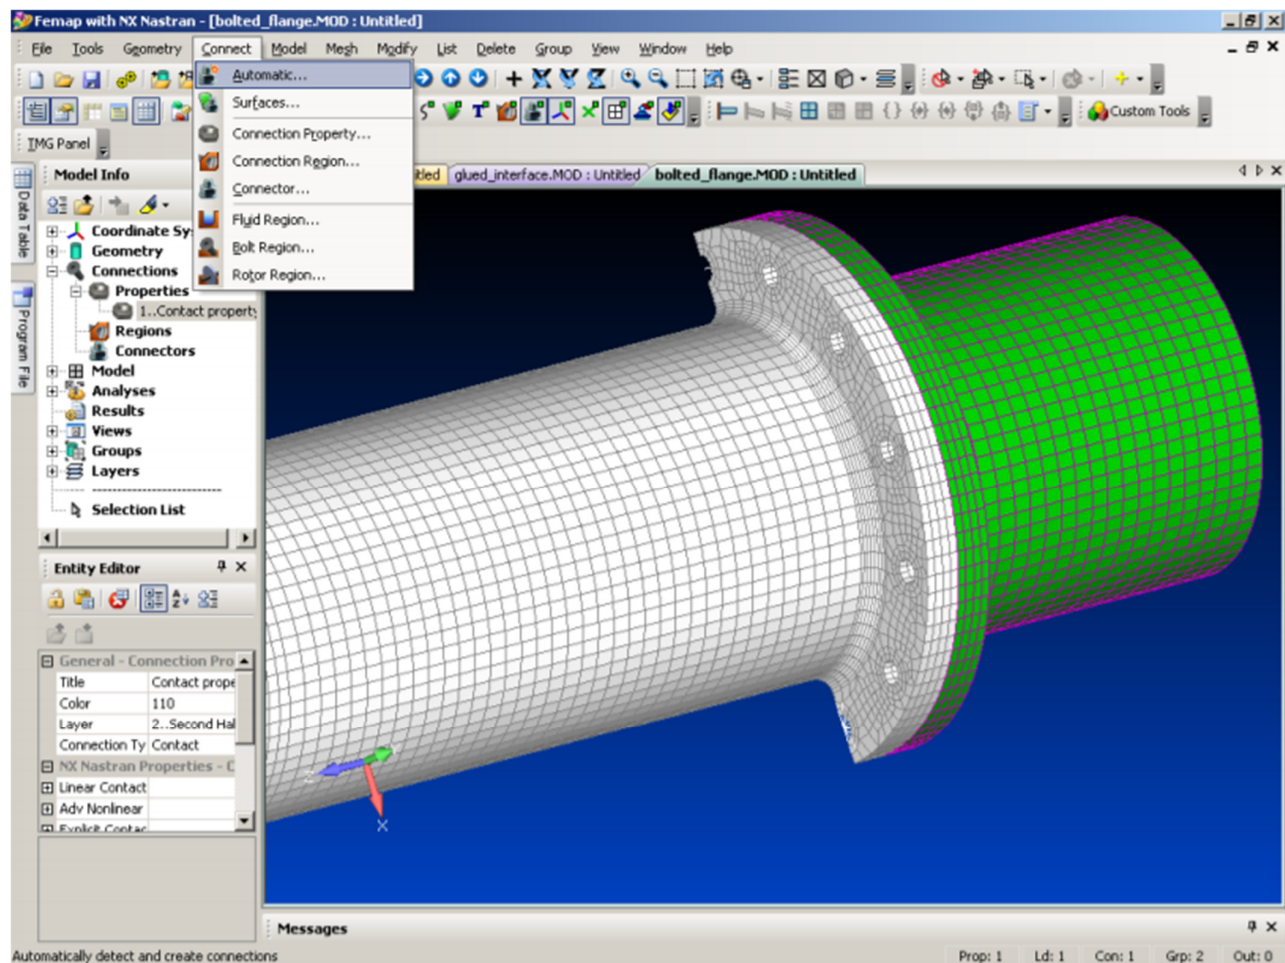 Femap with NX Nastran - [bolted_flange.MOD : Untitled]
File Tools Geometry Connect Model Mesh Modify List Delete Group View Window Help
Automatic...
Surfaces...
Connection Property...
Connection Region...
Connector...
Fluid Region...
Bolt Region...
Rotor Region...
Custom Tools
TMG Panel
Model Info
glued_interface.MOD : Untitled
bolted_flange.MOD : Untitled
Data Table
Program File
Coordinate Sy
Geometry
Connections
Properties
1..Contact property
Regions
Connectors
Model
Analyses
Results
Views
Groups
Layers
Selection List
Entity Editor
General - Connection Pro
Title Contact prope
Color 110
Layer 2..Second Hal
Connection Ty Contact
NX Nastran Properties - C
Linear Contact
Adv Nonlinear
Explicit Contac
X
Messages
Automatically detect and create connections
Prop: 1 Ld: 1 Con: 1 Grp: 2 Out: 0